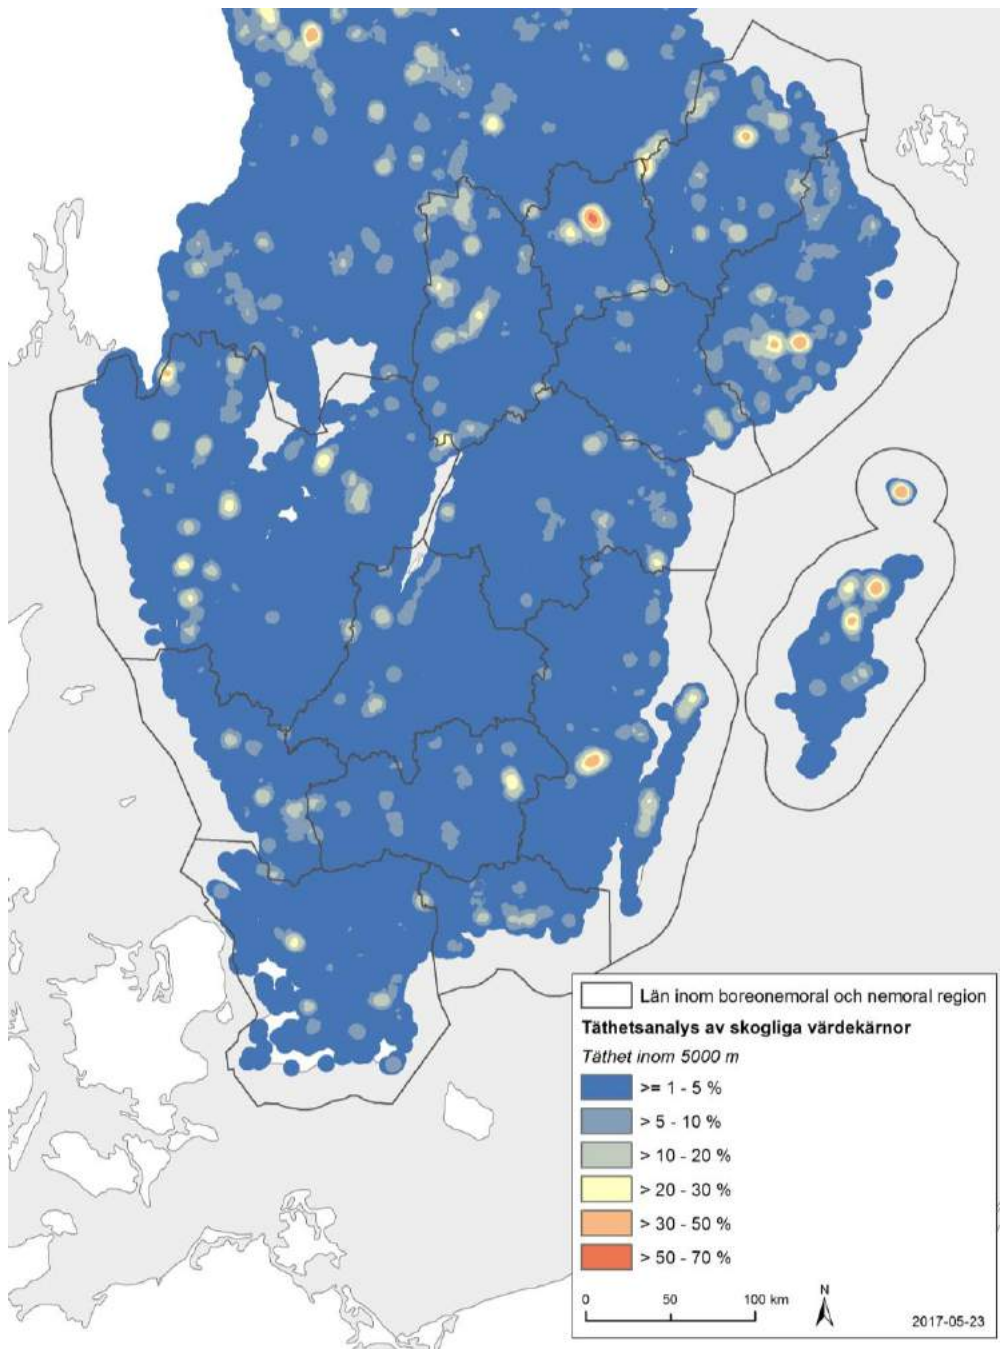 Län inom boreonemoral och nemoral region
Täthetsanalys av skogliga värdekärnor
Täthet inom 5000 m
>= 1 - 5 %
> 5 - 10 %
> 10 - 20 %
> 20 - 30 %
> 30 - 50 %
> 50 - 70 %
N
0 50 100 km
2017-05-23